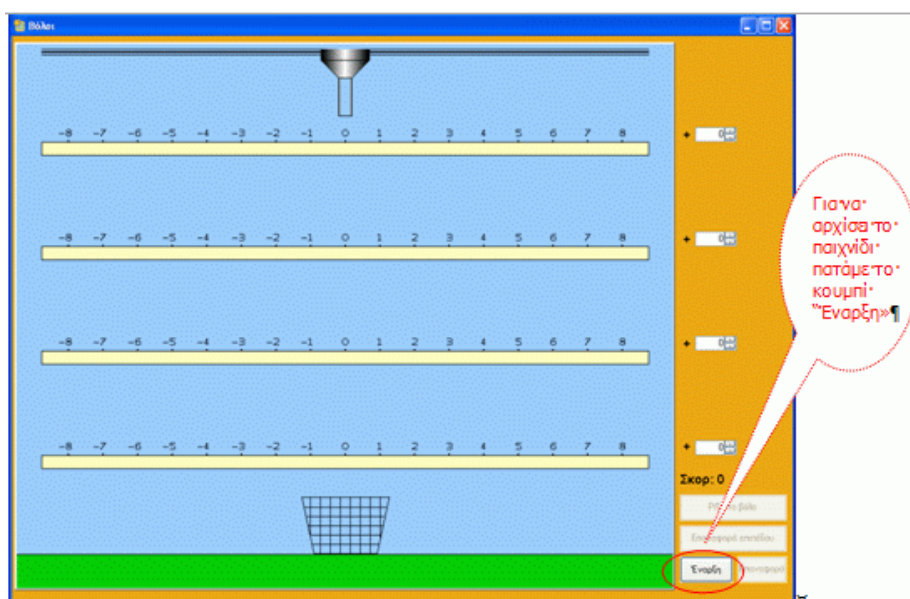 Βόλοι
-8 -7 -6 -5 -4 -3 -2 -1 0 1 2 3 4 5 6 7 8
+ 0
-8 -7 -6 -5 -4 -3 -2 -1 0 1 2 3 4 5 6 7 8
+ 0
-8 -7 -6 -5 -4 -3 -2 -1 0 1 2 3 4 5 6 7 8
+ 0
-8 -7 -6 -5 -4 -3 -2 -1 0 1 2 3 4 5 6 7 8
+ 0
Σκορ: 0
βόλο
επιπέδου
Έναρξη
Επαναφορά
Για·να·
αρχίσει·το·
παιχνίδι·
πατάμε·το·
κουμπί·
"Έναρξη»¶